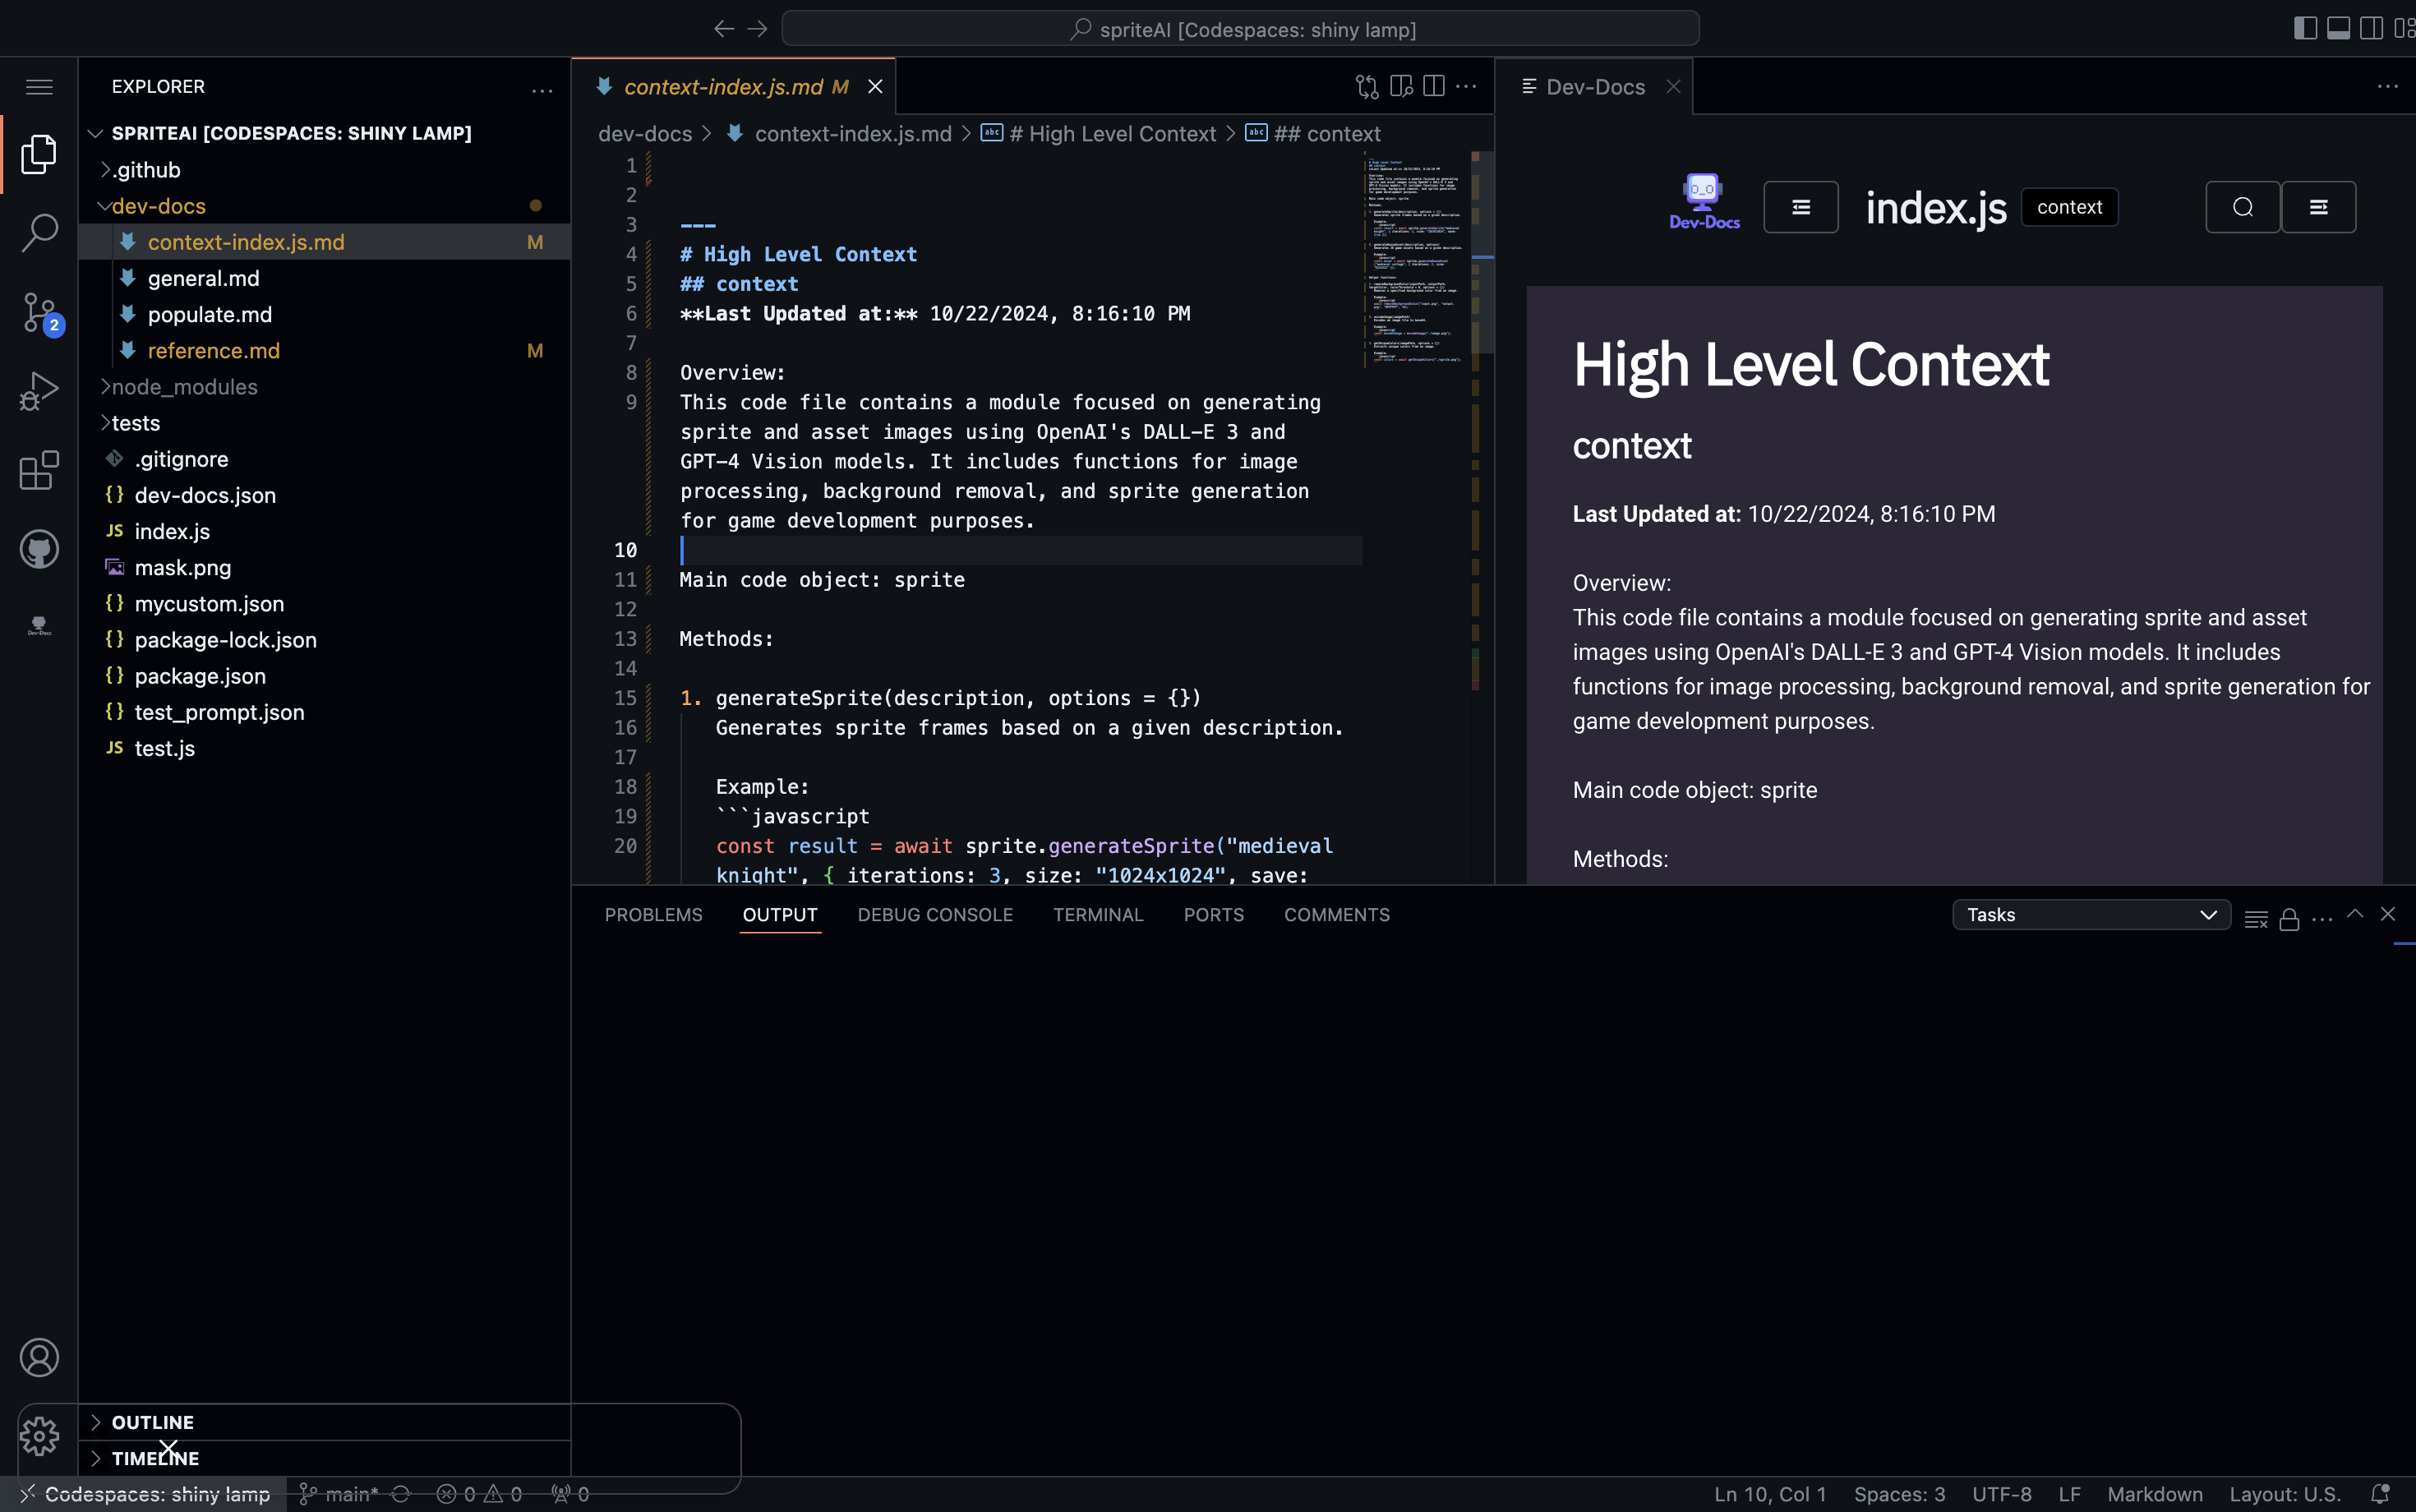 spriteAI [Codespaces: shiny lamp]
EXPLORER
SPRITEAI [CODESPACES: SHINY LAMP]
.github
dev-docs
context-index.js.md M
general.md
populate.md
reference.md M
node_modules
tests
.gitignore
dev-docs.json
index.js
mask.png
mycustom.json
package-lock.json
package.json
test_prompt.json
test.js
OUTLINE
TIMELINE
2
Dev-Docs
context-index.js.md M
dev-docs > context-index.js.md > # High Level Context > ## context
1
2
3 ---
4 # High Level Context
5 ## context
6 **Last Updated at:** 10/22/2024, 8:16:10 PM
7
8 Overview:
9 This code file contains a module focused on generating
sprite and asset images using OpenAI's DALL-E 3 and
GPT-4 Vision models. It includes functions for image
processing, background removal, and sprite generation
for game development purposes.
10
11 Main code object: sprite
12
13 Methods:
14
15 1. generateSprite(description, options = {})
16 Generates sprite frames based on a given description.
17
18 Example:
19 ```javascript
20 const result = await sprite.generateSprite("medieval
knight", { iterations: 3, size: "1024x1024", save:
Dev-Docs
Dev-Docs
index.js
context
High Level Context
context
Last Updated at: 10/22/2024, 8:16:10 PM
Overview:
This code file contains a module focused on generating sprite and asset
images using OpenAI's DALL-E 3 and GPT-4 Vision models. It includes
functions for image processing, background removal, and sprite generation for
game development purposes.
Main code object: sprite
Methods:
PROBLEMS OUTPUT DEBUG CONSOLE TERMINAL PORTS COMMENTS
Tasks
Codespaces: shiny lamp main* 0 0 0
Ln 10, Col 1 Spaces: 3 UTF-8 LF Markdown Layout: U.S.